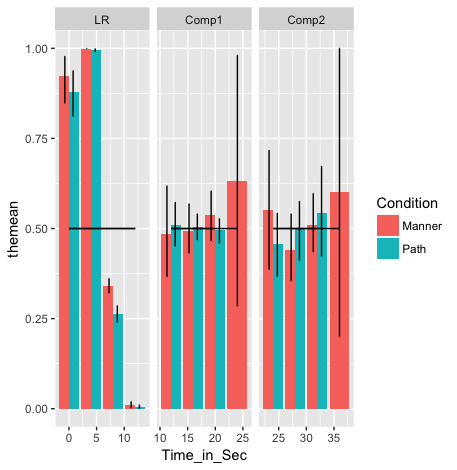 LR Comp1 Comp2
1.00
0.75
0.50
0.25
0.00
themean
0 5 10 10 15 20 25 25 30 35
Time_in_Sec
Condition
Manner
Path